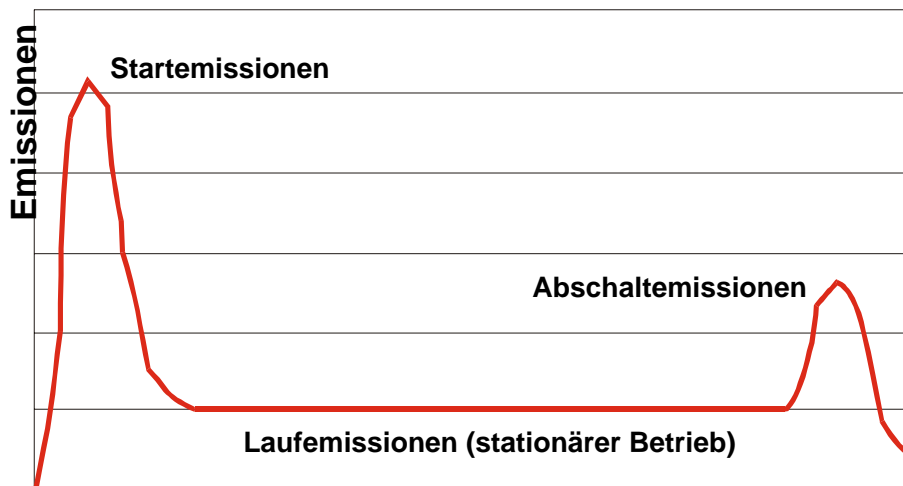 Emissionen
Startemissionen
Abschaltemissionen
Laufemissionen (stationärer Betrieb)